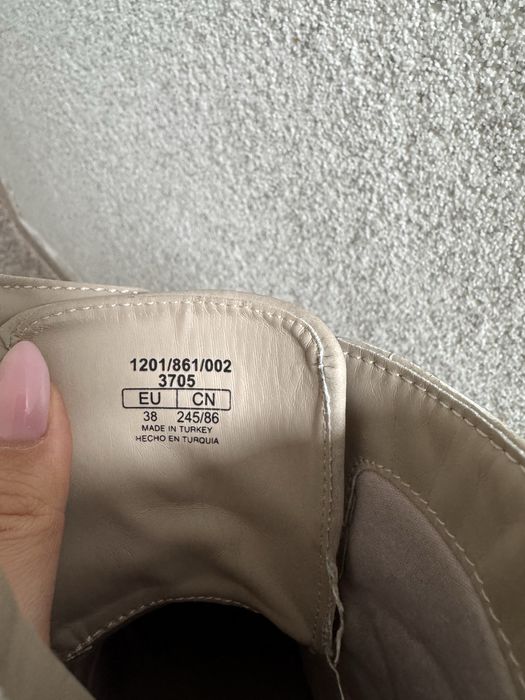 1201/861/002
3705
EU CN
38 245/86
MADE IN TURKEY
HECHO EN TURQUIA